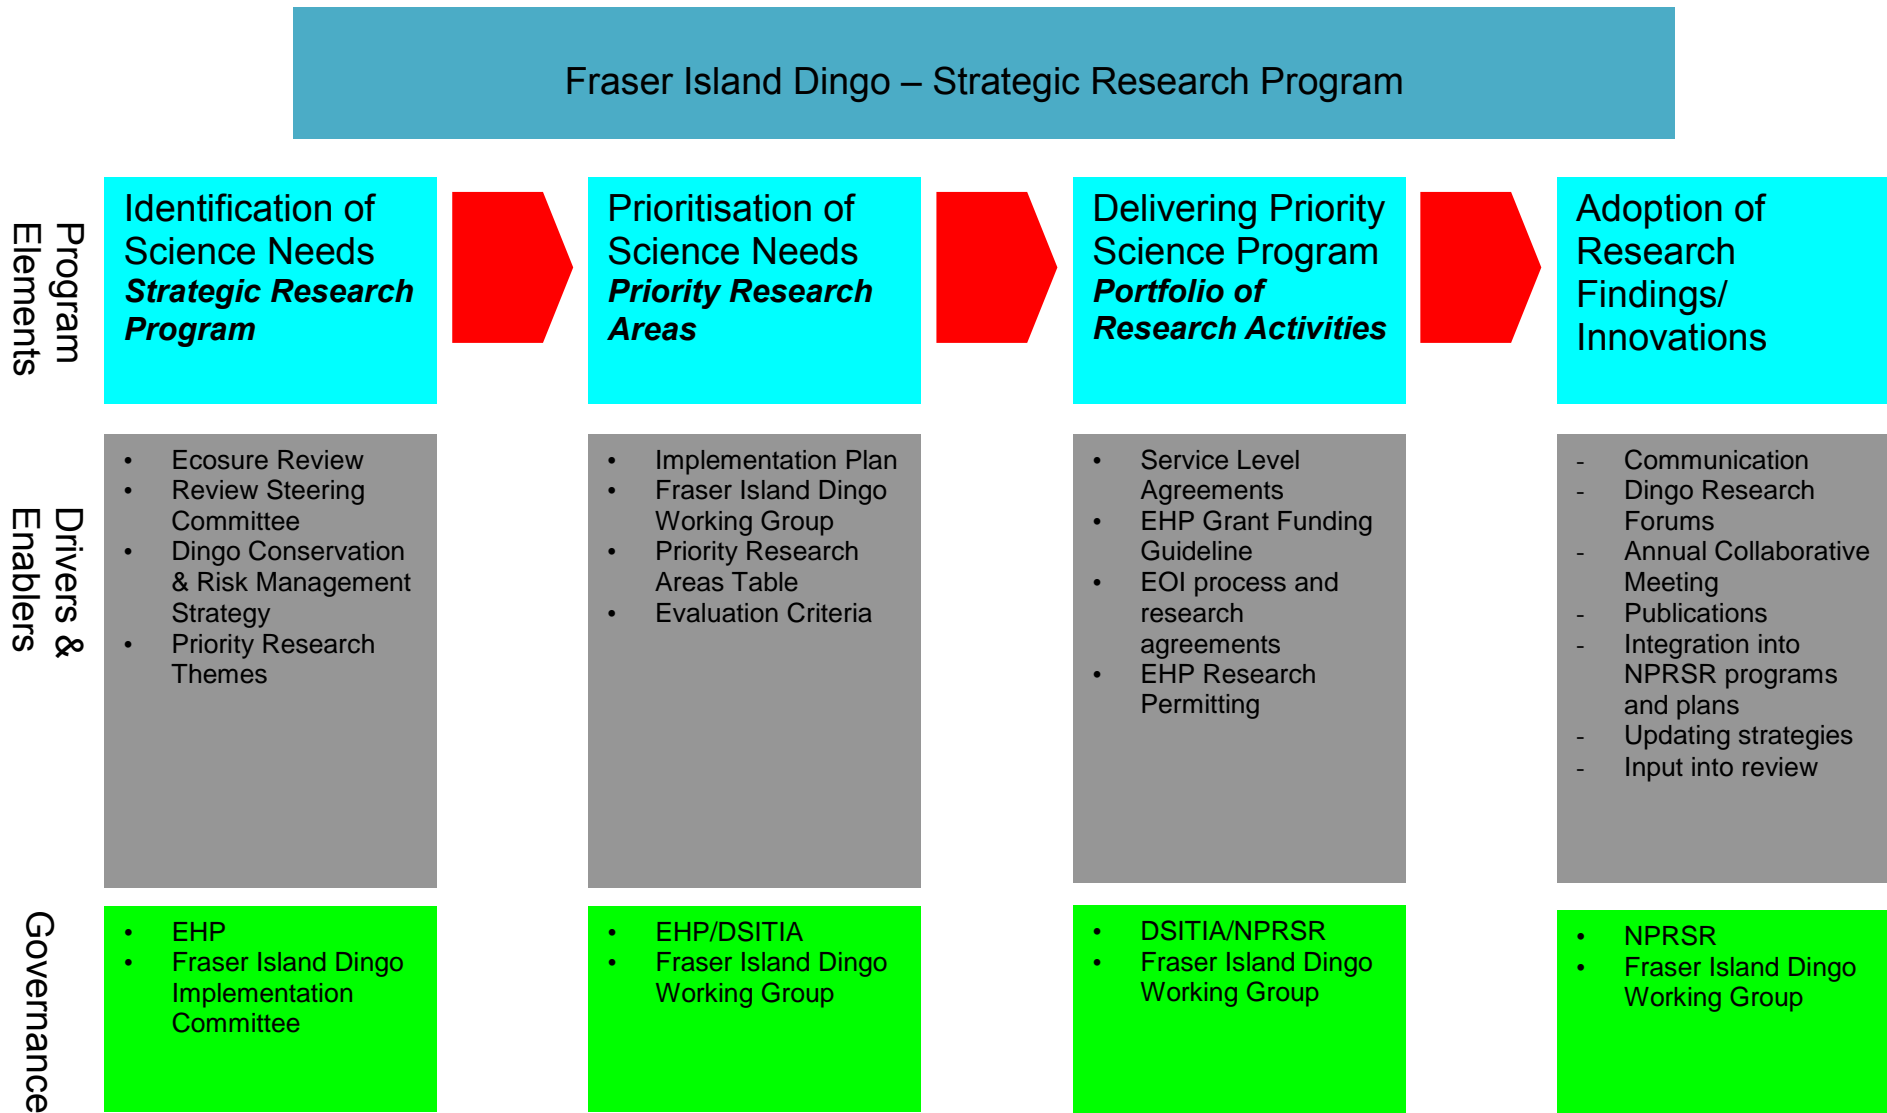 Fraser Island Dingo – Strategic Research Program
Program
Elements
Identification of
Science Needs
Strategic Research
Program
Prioritisation of
Science Needs
Priority Research
Areas
Delivering Priority
Science Program
Portfolio of
Research Activities
Adoption of
Research
Findings/
Innovations
Drivers &
Enablers
• Ecosure Review
• Review Steering
Committee
• Dingo Conservation
& Risk Management
Strategy
• Priority Research
Themes
• Implementation Plan
• Fraser Island Dingo
Working Group
• Priority Research
Areas Table
• Evaluation Criteria
• Service Level
Agreements
• EHP Grant Funding
Guideline
• EOI process and
research
agreements
• EHP Research
Permitting
- Communication
- Dingo Research
Forums
- Annual Collaborative
Meeting
- Publications
- Integration into
NPRSR programs
and plans
- Updating strategies
- Input into review
Governance
• EHP
• Fraser Island Dingo
Implementation
Committee
• EHP/DSITIA
• Fraser Island Dingo
Working Group
• DSITIA/NPRSR
• Fraser Island Dingo
Working Group
• NPRSR
• Fraser Island Dingo
Working Group